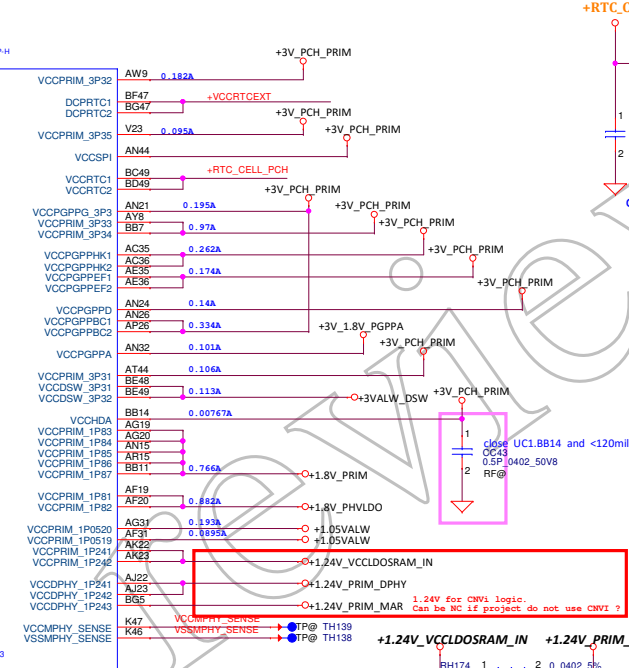 +RTC_C
P-H
+3V_PCH_PRIM
VCCPRIM_3P32 AW9 0.182A
DCPRTC1 BF47 +VCCRTCEXT
DCPRTC2 BG47
+3V_PCH_PRIM
VCCPRIM_3P35 V23 0.095A
+3V_PCH_PRIM
VCCSPI AN44
VCCRTC1 BC49 +RTC_CELL_PCH
VCCRTC2 BD49
+3V_PCH_PRIM
VCCPGPPG_3P3 AN21 0.195A +3V_PCH_PRIM
VCCPRIM_3P33 AY8
VCCPRIM_3P34 BB7 0.97A
+3V_PCH_PRIM
VCCPGPPHK1 AC35 0.262A +3V_PCH_PRIM
VCCPGPPHK2 AC36
VCCPGPPEF1 AE35 0.174A
VCCPGPPEF2 AE36 +3V_PCH_PRIM
VCCPGPPD AN24 0.14A
VCCPGPPBC1 AN26
VCCPGPPBC2 AP26 0.334A +3V_1.8V_PGPPA
VCCPGPPA AN32 0.101A +3V_PCH_PRIM
VCCPRIM_3P31 AT44 0.106A
VCCDSW_3P31 BE48
VCCDSW_3P32 BE49 0.113A +3VALW_DSW +3V_PCH_PRIM
VCCHDA BB14 0.00767A
VCCPRIM_1P83 AG19
VCCPRIM_1P84 AG20
VCCPRIM_1P85 AN15
VCCPRIM_1P86 AR15
VCCPRIM_1P87 BB11 0.766A +1.8V_PRIM
VCCPRIM_1P81 AF19
VCCPRIM_1P82 AF20 0.882A +1.8V_PHVLDO
VCCPRIM_1P0520 AG31 0.193A +1.05VALW
VCCPRIM_1P0519 AF31 0.0895A +1.05VALW
VCCPRIM_1P241 AK22
VCCPRIM_1P242 AK23 +1.24V_VCCLDOSRAM_IN
VCCDPHY_1P241 AJ22 +1.24V_PRIM_DPHY
VCCDPHY_1P242 AJ23
VCCDPHY_1P243 BG5 +1.24V_PRIM_MAR
1.24V for CNVi logic.
Can be NC if project do not use CNVI ?
VCCMPHY_SENSE K47 VCCMPHY_SENSE TP@ TH139
VSSMPHY_SENSE K46 VSSMPHY_SENSE TP@ TH138
1
2
1
2
close UC1.BB14 and <120mil
CC43
0.5P_0402_50V8
RF@
+1.24V_VCCLDOSRAM_IN +1.24V_PRIM_
RH174 1 2 0_0402_5%
3
review